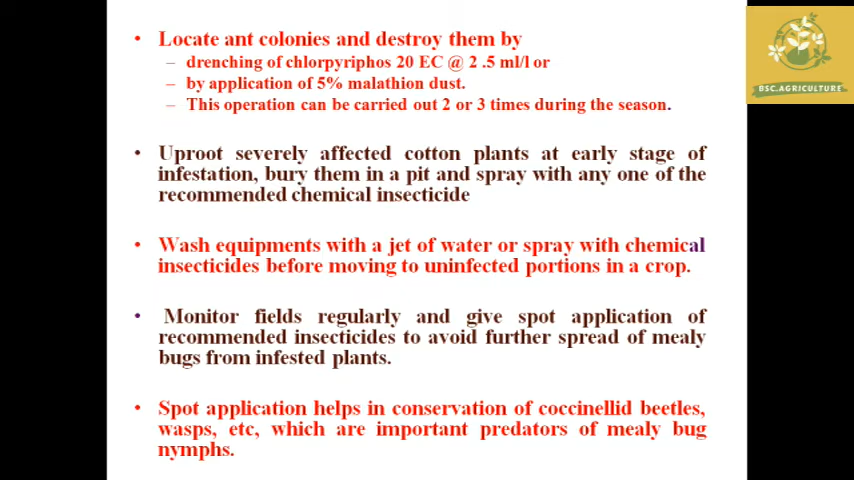 • Locate ant colonies and destroy them by
– drenching of chlorpyriphos 20 EC @ 2 .5 ml/l or
– by application of 5% malathion dust.
– This operation can be carried out 2 or 3 times during the season.
• Uproot severely affected cotton plants at early stage of
infestation, bury them in a pit and spray with any one of the
recommended chemical insecticide
• Wash equipments with a jet of water or spray with chemical
insecticides before moving to uninfected portions in a crop.
• Monitor fields regularly and give spot application of
recommended insecticides to avoid further spread of mealy
bugs from infested plants.
• Spot application helps in conservation of coccinellid beetles,
wasps, etc, which are important predators of mealy bug
nymphs.
BSC.AGRICULTURE